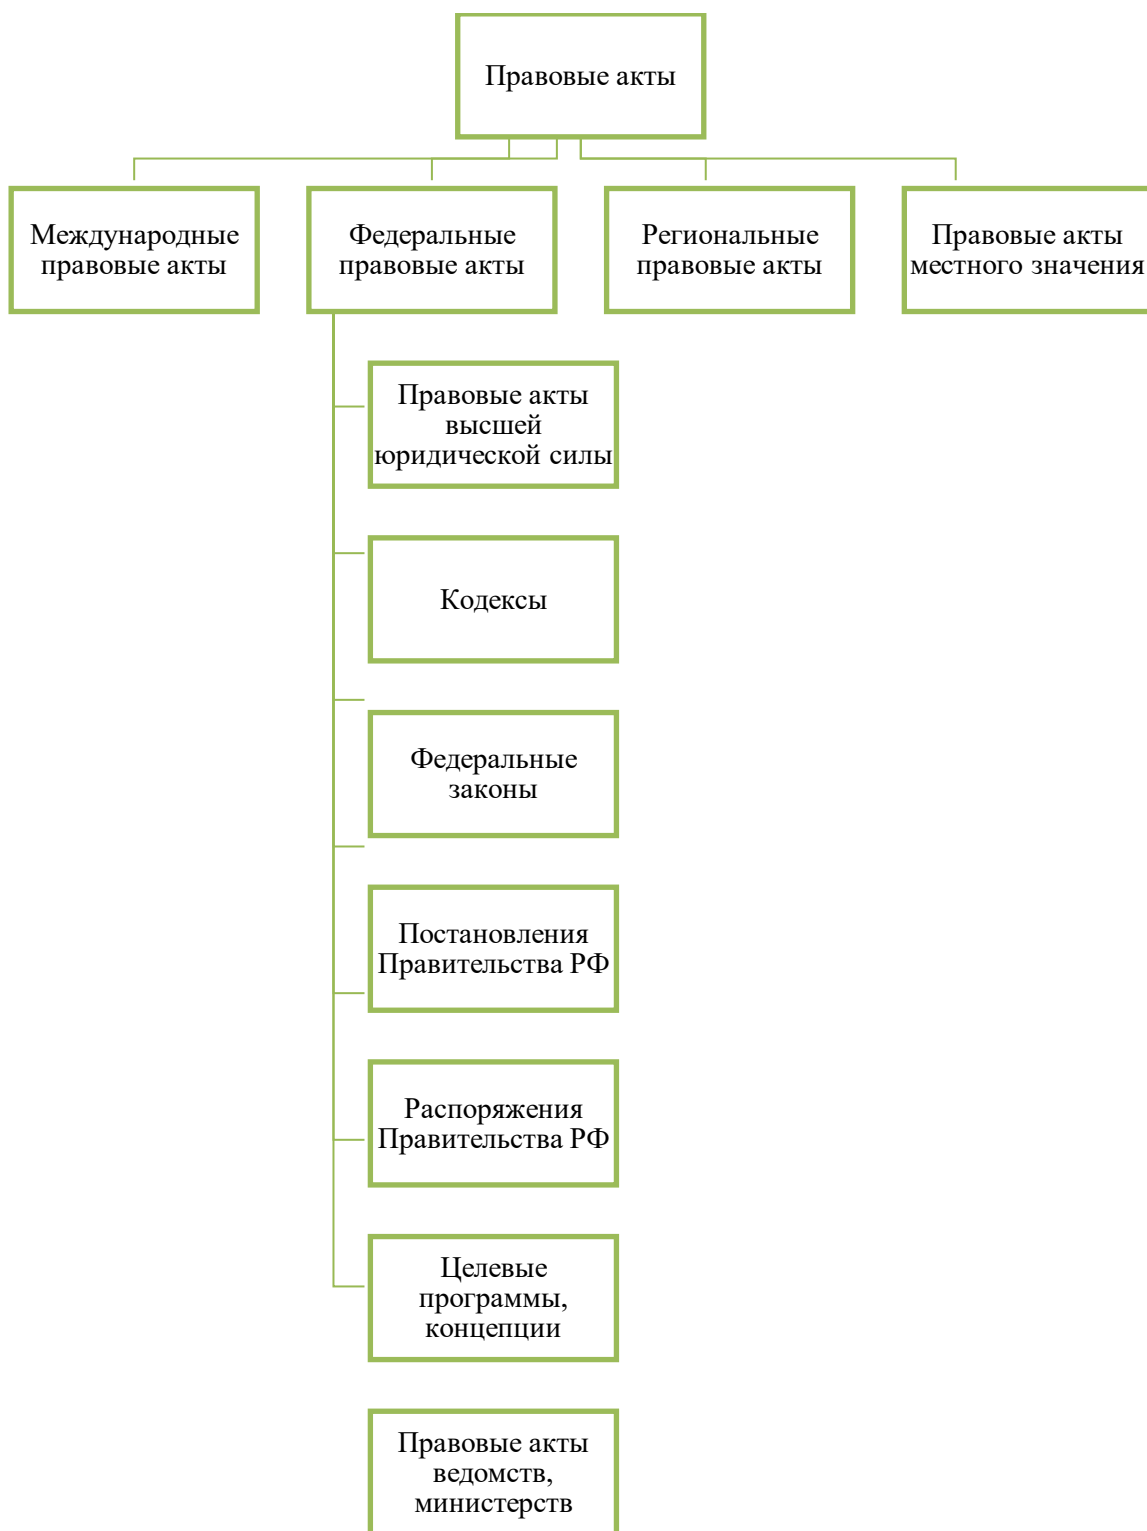 Правовые акты
Международные
правовые акты
Федеральные
правовые акты
Региональные
правовые акты
Правовые акты
местного значения
Правовые акты
высшей
юридической силы
Кодексы
Федеральные
законы
Постановления
Правительства РФ
Распоряжения
Правительства РФ
Целевые
программы,
концепции
Правовые акты
ведомств,
министерств